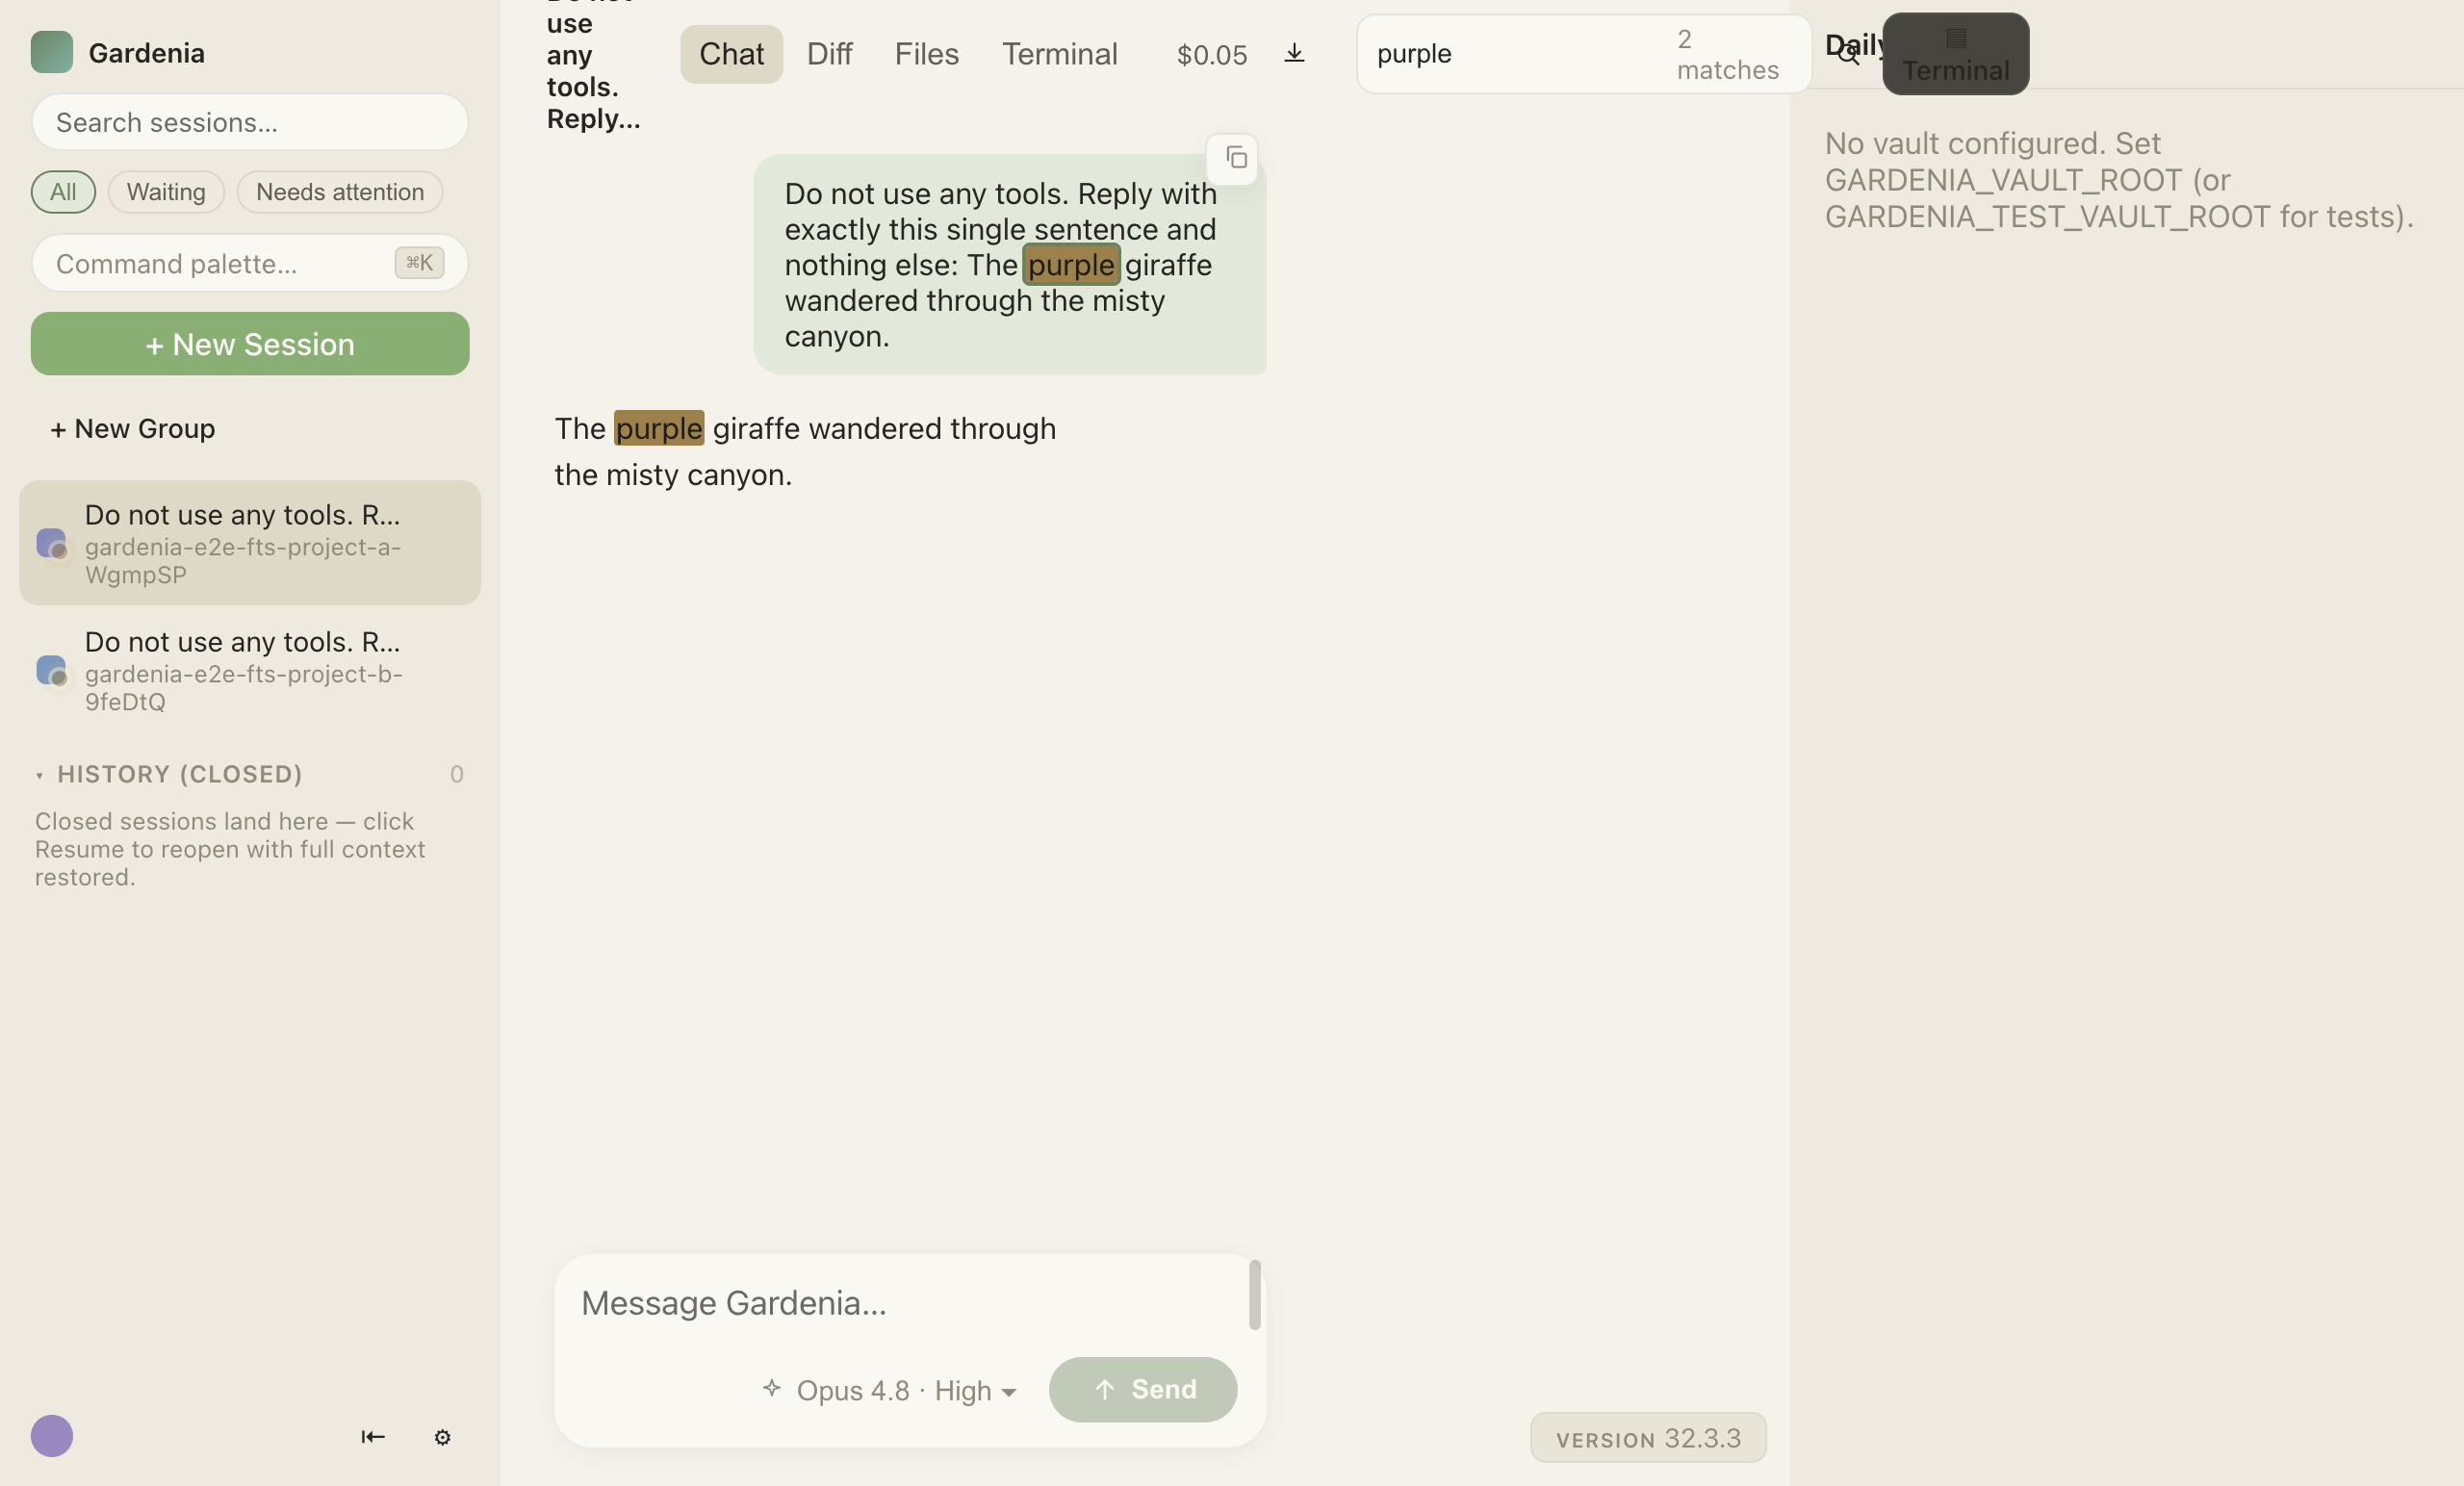 Gardenia
Search sessions...
All
Waiting
Needs attention
Command palette...
⌘K
+ New Session
+ New Group
Do not use any tools. R...
gardenia-e2e-fts-project-a-
WgmpSP
Do not use any tools. R...
gardenia-e2e-fts-project-b-
9feDtQ
HISTORY (CLOSED)
0
Closed sessions land here — click
Resume to reopen with full context
restored.
use
any
tools.
Reply...
Chat
Diff
Files
Terminal
$0.05
purple
2
matches
Daily
Terminal
Do not use any tools. Reply with
exactly this single sentence and
nothing else: The purple giraffe
wandered through the misty
canyon.
The purple giraffe wandered through
the misty canyon.
Message Gardenia...
Opus 4.8 · High
Send
VERSION 32.3.3
No vault configured. Set
GARDENIA_VAULT_ROOT (or
GARDENIA_TEST_VAULT_ROOT for tests).